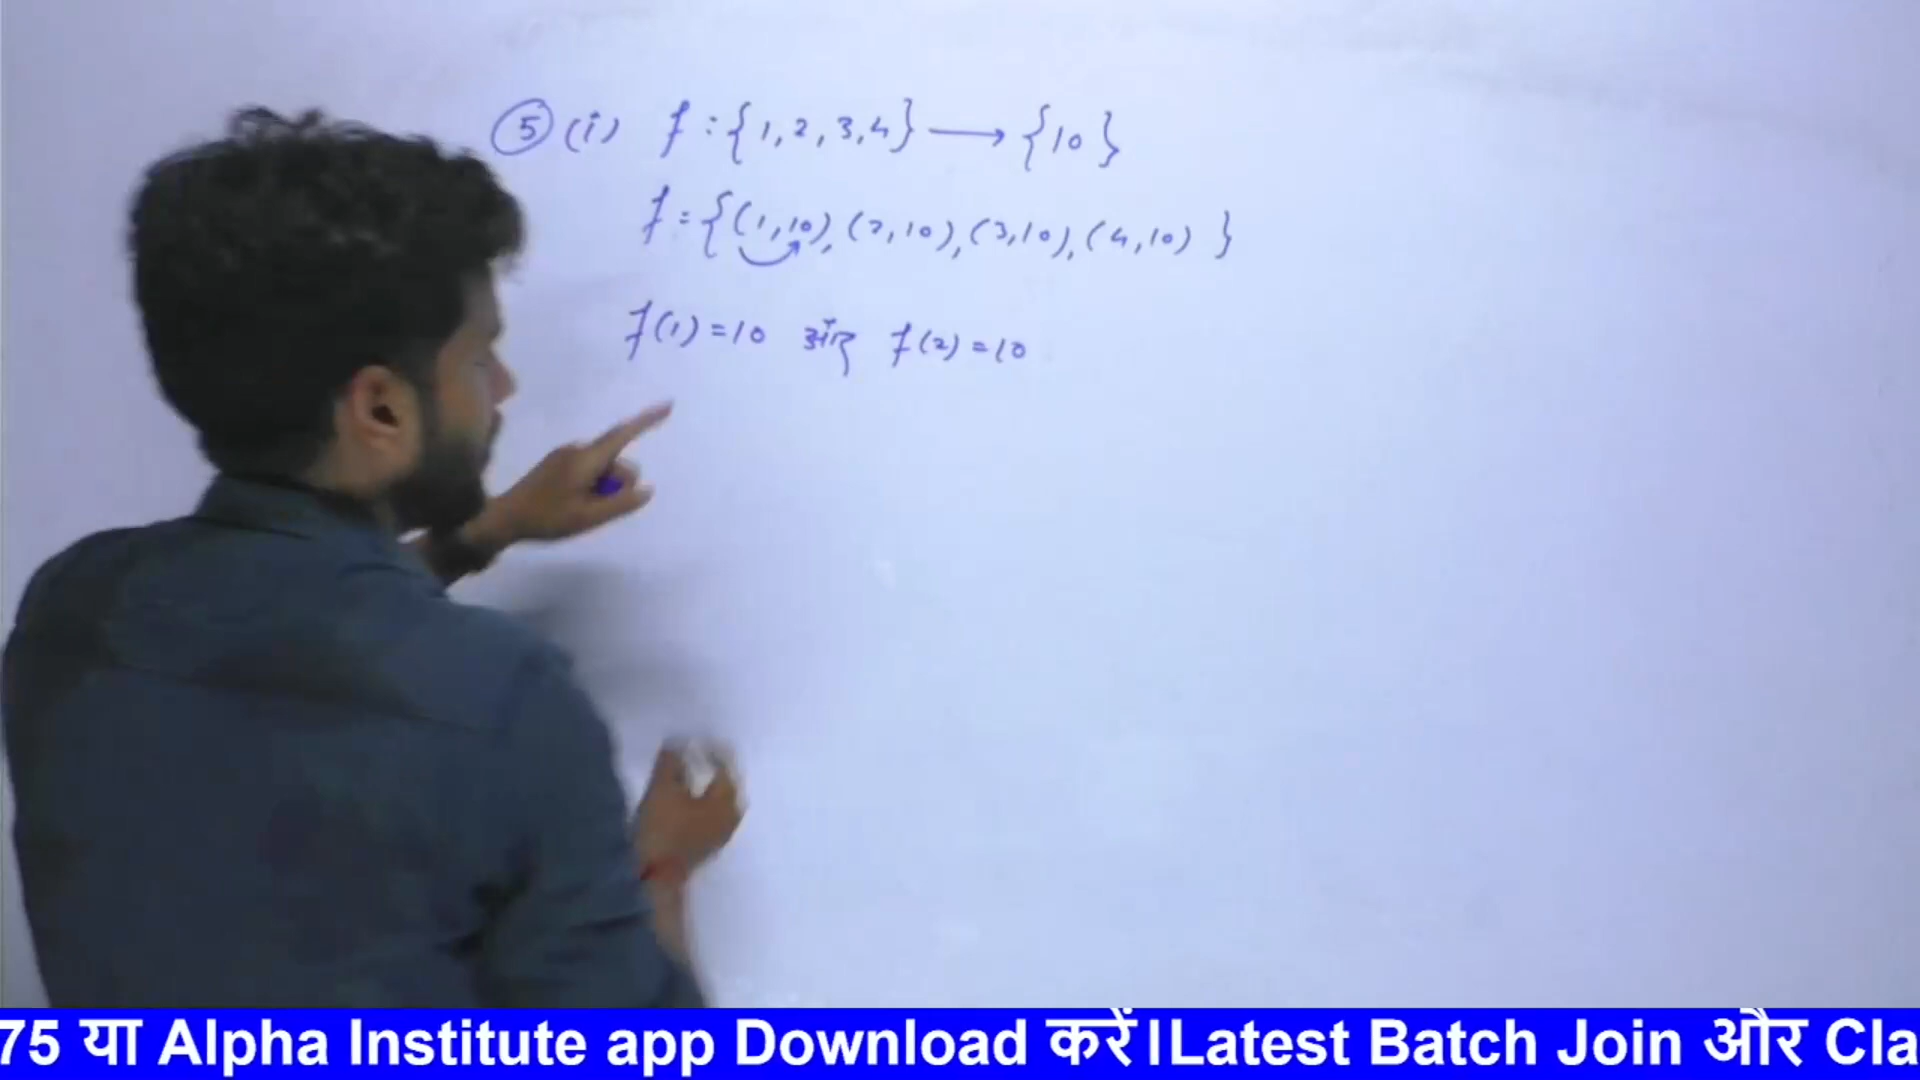 ⑤ (i) f : {1, 2, 3, 4} ⟶ {10}
f = {(1, 10), (2, 10), (3, 10), (4, 10) }
f(1) = 10 और f(2) = 10
75 या Alpha Institute app Download करें।Latest Batch Join और Cla